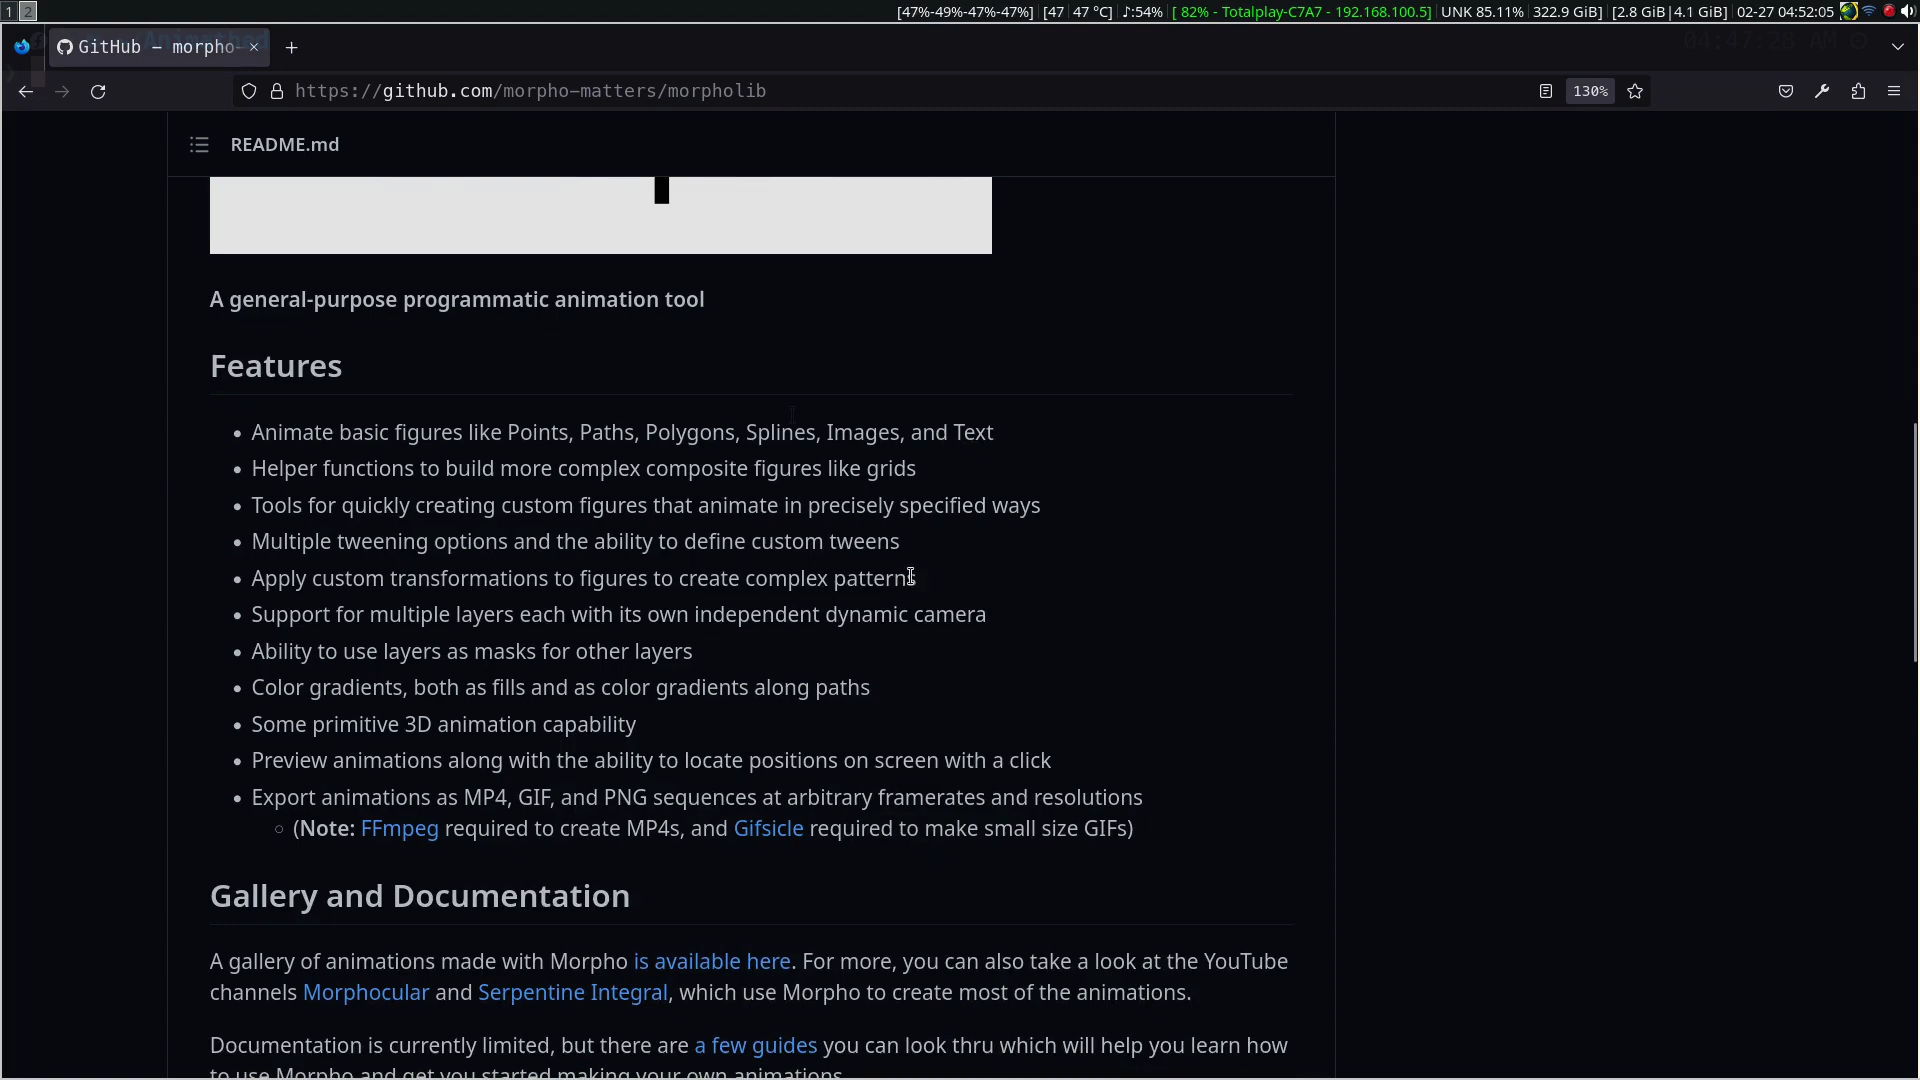 1 2 [47%-49%-47%-47%] [47 47 °C] ♪:54% [ 82% - Totalplay-C7A7 - 192.168.100.5] UNK 85.11% 322.9 GiB] [2.8 GiB|4.1 GiB] 02-27 04:52:05
GitHub – morpho-
04:47:28 AM
https://github.com/morpho-matters/morpholib 130%
README.md
A general-purpose programmatic animation tool
Features
• Animate basic figures like Points, Paths, Polygons, Splines, Images, and Text
• Helper functions to build more complex composite figures like grids
• Tools for quickly creating custom figures that animate in precisely specified ways
• Multiple tweening options and the ability to define custom tweens
• Apply custom transformations to figures to create complex patterns
• Support for multiple layers each with its own independent dynamic camera
• Ability to use layers as masks for other layers
• Color gradients, both as fills and as color gradients along paths
• Some primitive 3D animation capability
• Preview animations along with the ability to locate positions on screen with a click
• Export animations as MP4, GIF, and PNG sequences at arbitrary framerates and resolutions
○ (Note: FFmpeg required to create MP4s, and Gifsicle required to make small size GIFs)
Gallery and Documentation
A gallery of animations made with Morpho is available here. For more, you can also take a look at the YouTube
channels Morphocular and Serpentine Integral, which use Morpho to create most of the animations.
Documentation is currently limited, but there are a few guides you can look thru which will help you learn how
to use Morpho and get you started making your own animations.